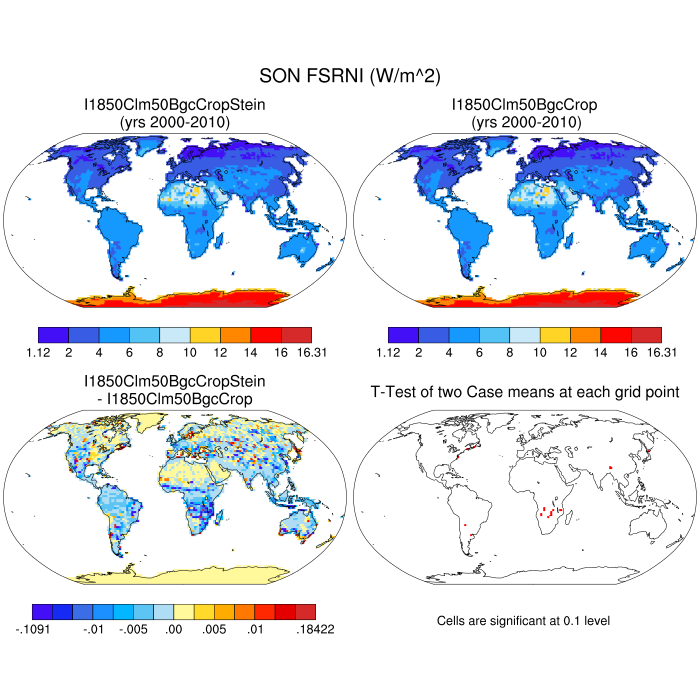 SON FSRNI (W/m^2)
I1850Clm50BgcCropStein
(yrs 2000-2010)
I1850Clm50BgcCrop
(yrs 2000-2010)
1.12 2 4 6 8 10 12 14 16 16.31
1.12 2 4 6 8 10 12 14 16 16.31
I1850Clm50BgcCropStein
- I1850Clm50BgcCrop
T-Test of two Case means at each grid point
-.1091 -.01 -.005 .00 .005 .01 .18422
Cells are significant at 0.1 level